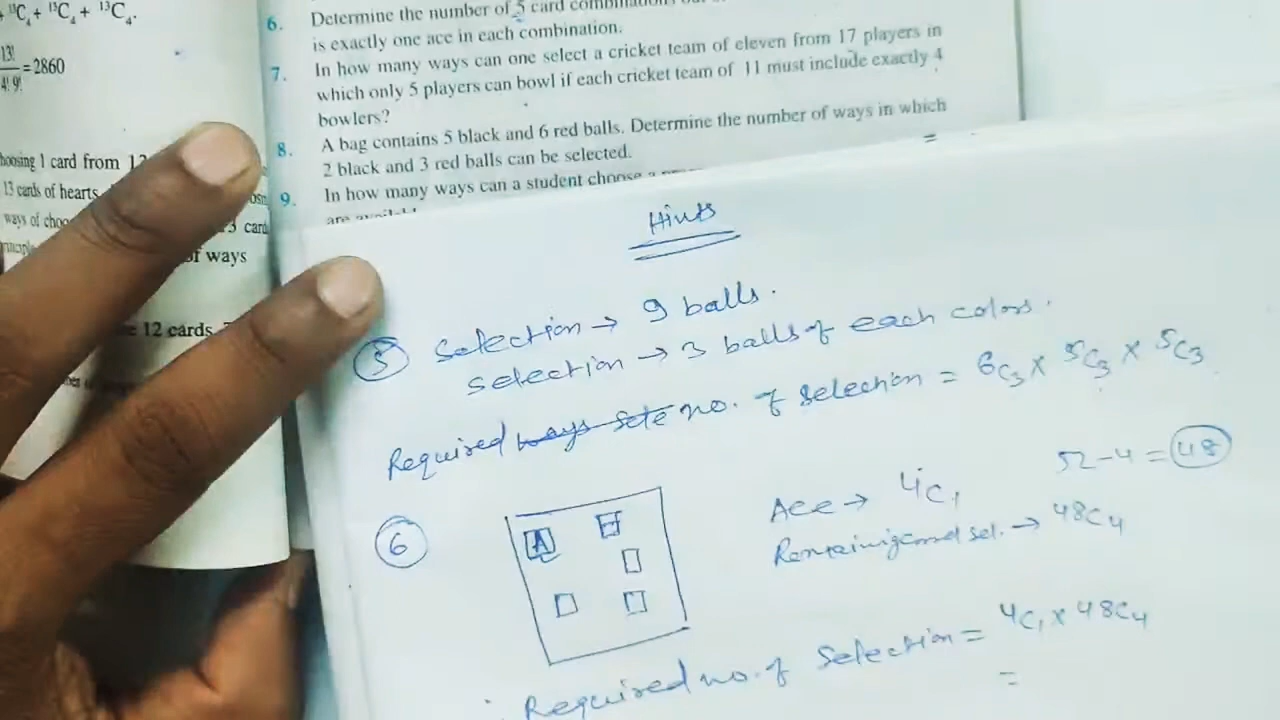 ¹³C₄ + ¹³C₄ + ¹³C₄.
13!
4! 9! = 2860
hoosing 1 card from
13 cards of hearts
ways of choo
3 card
of ways
12 cards
6. Determine the number of 5 card
is exactly one ace in each combination.
7. In how many ways can one select a cricket team of eleven from 17 players in
which only 5 players can bowl if each cricket team of 11 must include exactly 4
bowlers?
8. A bag contains 5 black and 6 red balls. Determine the number of ways in which
2 black and 3 red balls can be selected.
9. In how many ways can a student choose a
are
Hints
5 Selection → 9 balls.
selection → 3 balls of each colors.
Required no. of selection = 6C3 × 5C3 × 5C3
6 A
Ace → 4C1
52-4 = 48
sel. → 48C4
Required no. of selection = 4C1 × 48C4
=